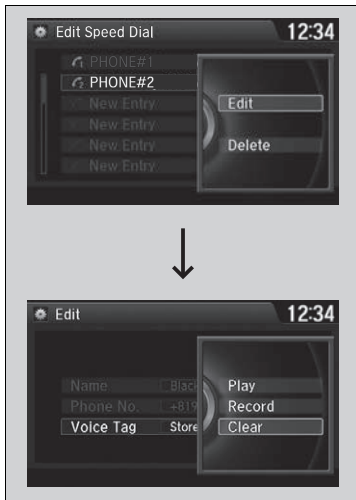 Edit Speed Dial 12:34
PHONE#1
PHONE#2
New Entry Edit
New Entry
New Entry Delete
New Entry
Edit 12:34
Name Black Play
Phone No. +819 Record
Voice Tag Store Clear